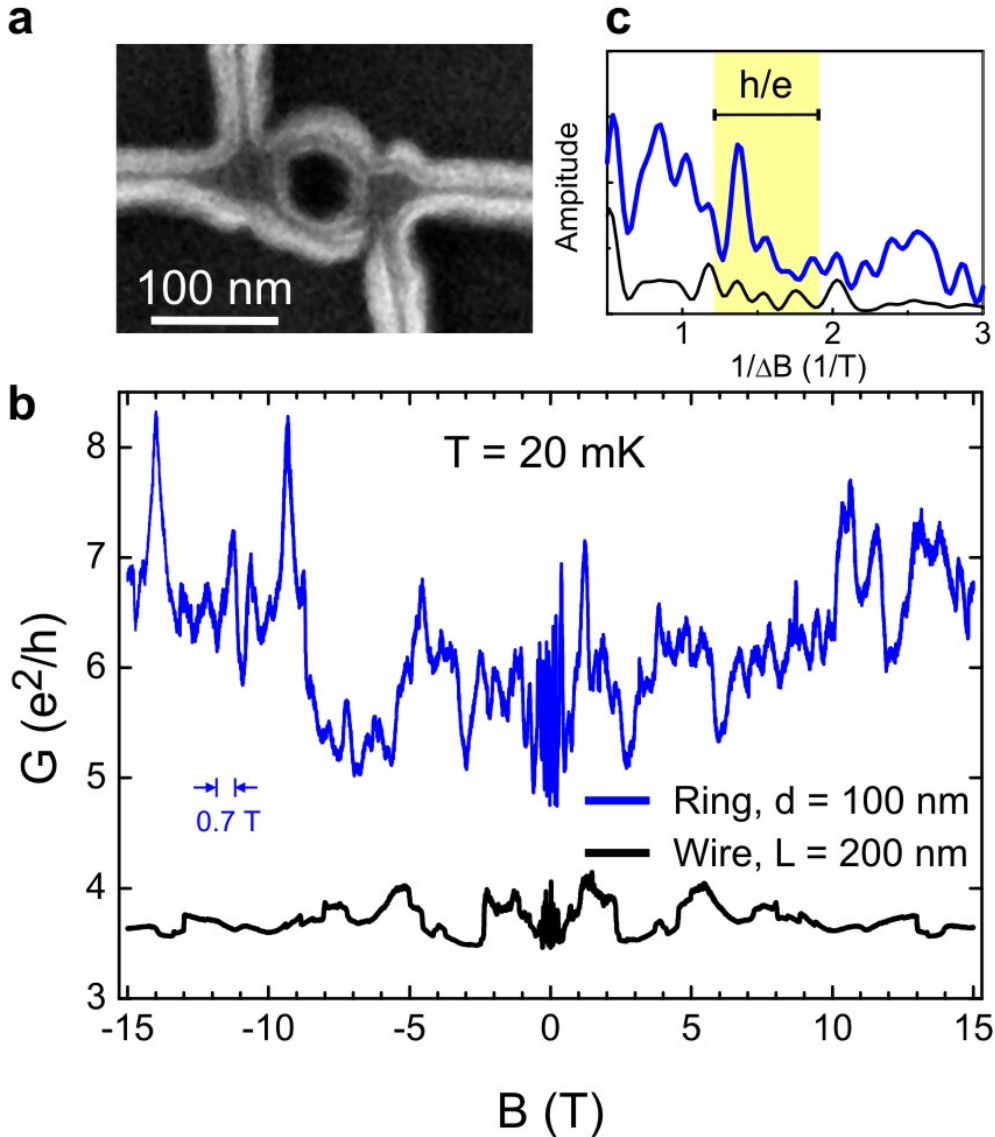 a
100 nm
c
h/e
Ampitude
1 2 3
1/ΔB (1/T)
b
T = 20 mK
8
7
6
5
4
3
G (e²/h)
0.7 T
Ring, d = 100 nm
Wire, L = 200 nm
-15 -10 -5 0 5 10 15
B (T)